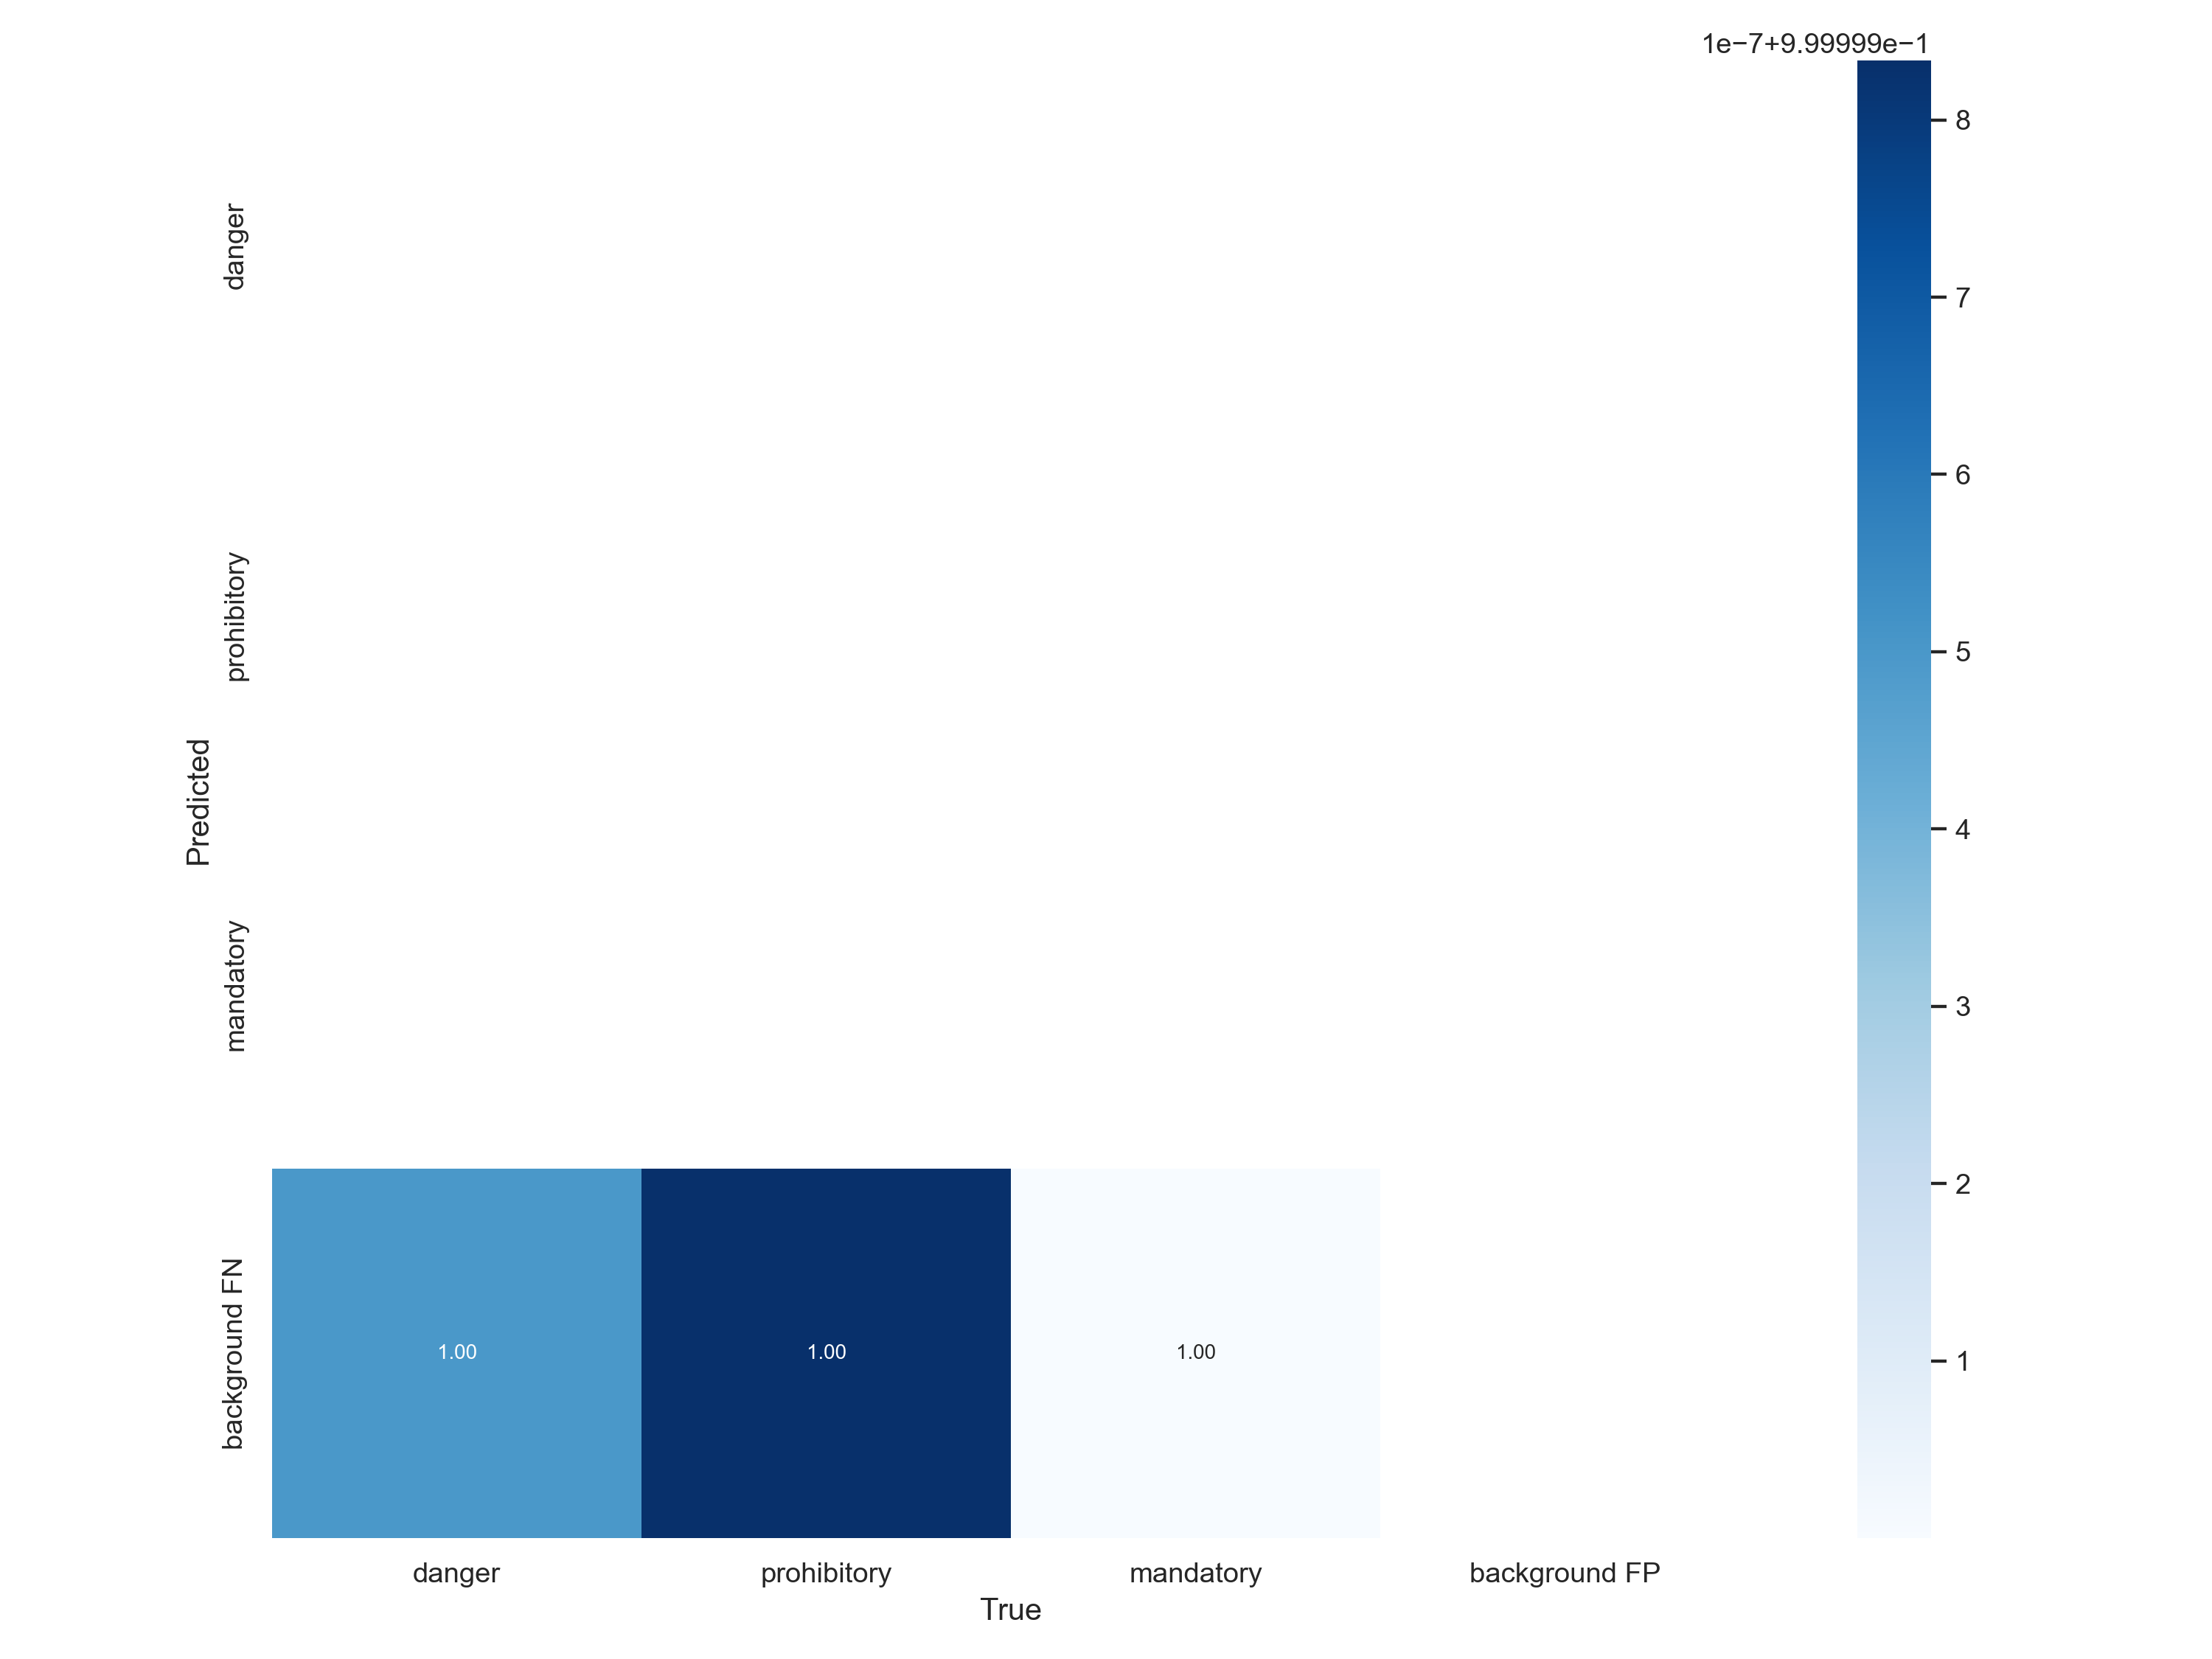 1e−7+9.99999e−1
8
7
6
5
4
3
2
1
Predicted
danger
prohibitory
mandatory
background FN
1.00 1.00 1.00
danger prohibitory mandatory background FP
True